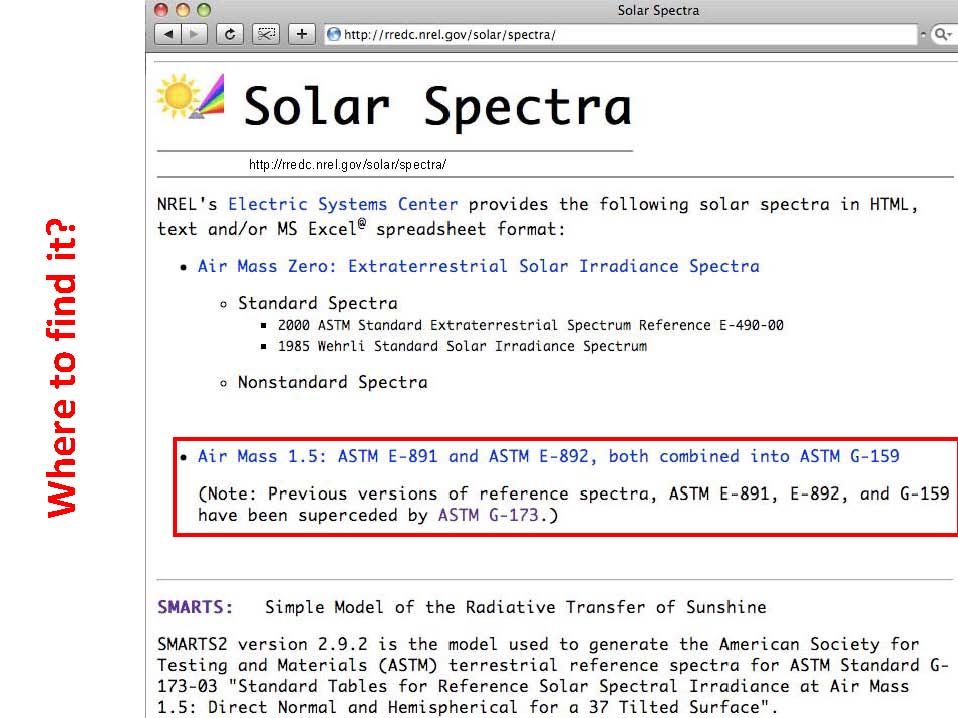 Where to find it?
Solar Spectra
http://rredc.nrel.gov/solar/spectra/
Solar Spectra
http://rredc.nrel.gov/solar/spectra/
NREL's Electric Systems Center provides the following solar spectra in HTML,
text and/or MS Excel@ spreadsheet format:
• Air Mass Zero: Extraterrestrial Solar Irradiance Spectra
◦ Standard Spectra
▪ 2000 ASTM Standard Extraterrestrial Spectrum Reference E-490-00
▪ 1985 Wehrli Standard Solar Irradiance Spectrum
◦ Nonstandard Spectra
• Air Mass 1.5: ASTM E-891 and ASTM E-892, both combined into ASTM G-159
(Note: Previous versions of reference spectra, ASTM E-891, E-892, and G-159
have been superceded by ASTM G-173.)
SMARTS: Simple Model of the Radiative Transfer of Sunshine
SMARTS2 version 2.9.2 is the model used to generate the American Society for
Testing and Materials (ASTM) terrestrial reference spectra for ASTM Standard G-
173-03 "Standard Tables for Reference Solar Spectral Irradiance at Air Mass
1.5: Direct Normal and Hemispherical for a 37 Tilted Surface".